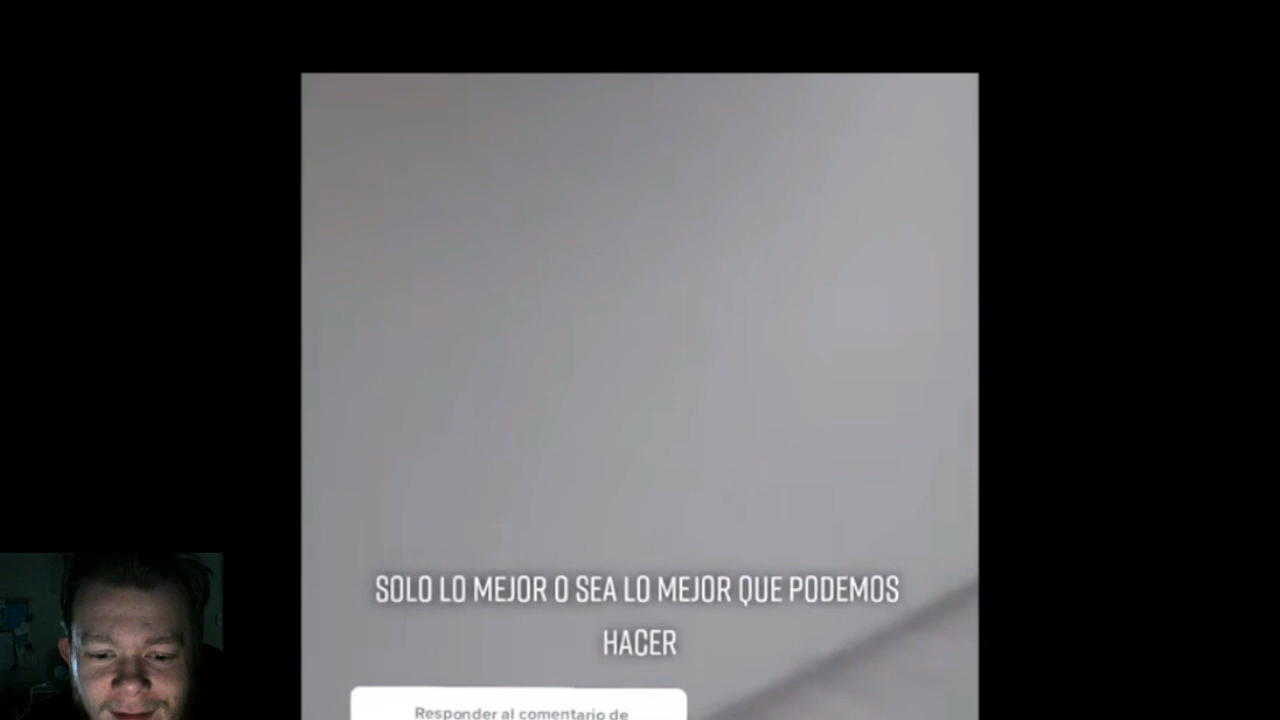 SOLO LO MEJOR O SEA LO MEJOR QUE PODEMOS
HACER
Responder al comentario de